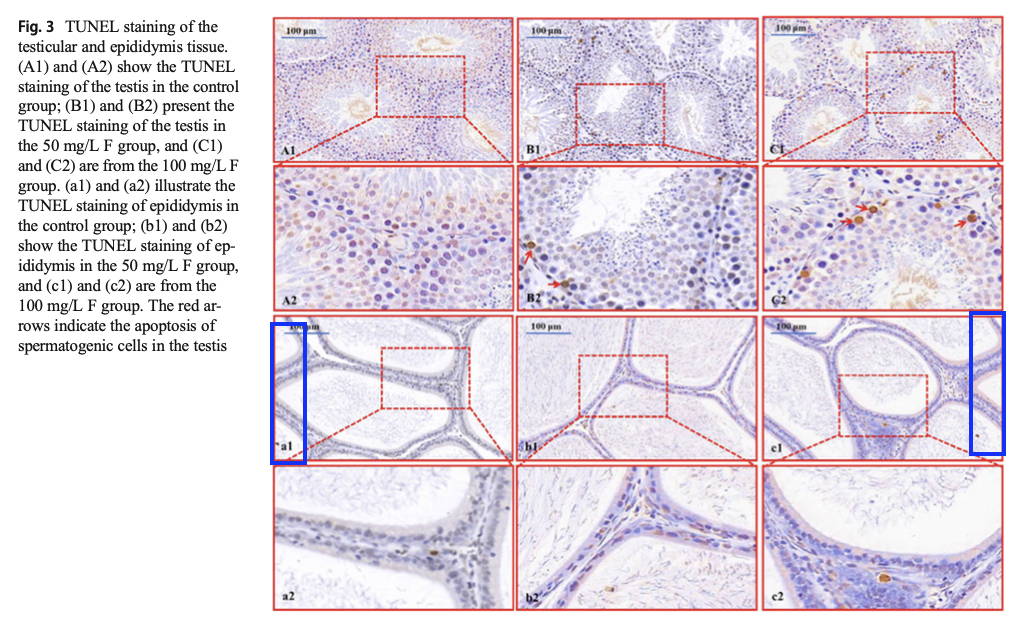 Fig. 3 TUNEL staining of the
testicular and epididymis tissue.
(A1) and (A2) show the TUNEL
staining of the testis in the control
group; (B1) and (B2) present the
TUNEL staining of the testis in
the 50 mg/L F group, and (C1)
and (C2) are from the 100 mg/L F
group. (a1) and (a2) illustrate the
TUNEL staining of epididymis in
the control group; (b1) and (b2)
show the TUNEL staining of ep-
ididymis in the 50 mg/L F group,
and (c1) and (c2) are from the
100 mg/L F group. The red ar-
rows indicate the apoptosis of
spermatogenic cells in the testis
100 μm
100 μm
100 μm
A1
B1
C1
A2
B2
C2
100 μm
100 μm
100 μm
a1
b1
c1
a2
b2
c2